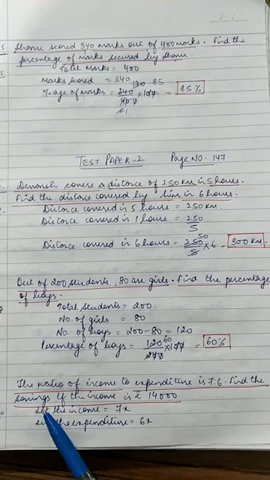 Shome scored 340 marks out of 400 marks. Find the
percentage of marks secured by Shome.
Total Marks = 400
Marks scored = 340
%age of marks = 340/400 × 100 = 85%
TEST PAPER-2 Page No. 147
Devansh covers a distance of 250 km in 5 hours.
Find the distance covered by him in 6 hours.
Distance covered in 5 hours = 250 KM.
Distance covered in 1 hours = 250/5
Distance covered in 6 hours = 250/5 × 6 = 300 KM.
Out of 200 students, 80 are girls. Find the percentage
of boys.
Total students = 200
No. of girls = 80
No of boys = 200-80 = 120
Percentage of boys = 120/200 × 100 = 60%
The ratio of income to expenditure is 7:6. Find the
savings if the income is ₹ 14000
Let the income = 7x
the expenditure = 6x